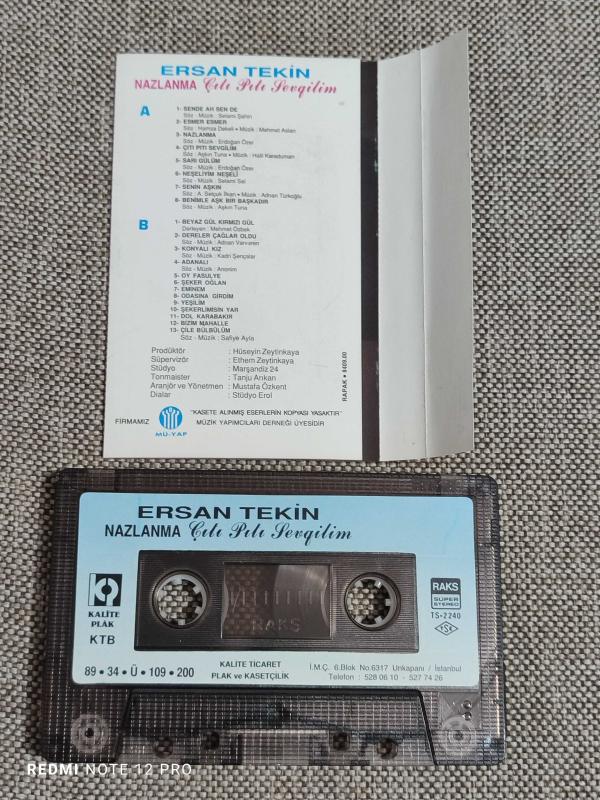 ERSAN TEKİN
NAZLANMA Çıtı Pıtı Sevgilim
A
1- SENDE AH SEN DE
Söz - Müzik : Selami Şahin
2- ESMER ESMER
Söz : Hamza Dekeli • Müzik : Mehmet Aslan
3- NAZLANMA
Söz - Müzik : Erdoğan Özer
4- ÇITI PITI SEVGİLİM
Söz : Aşkın Tuna • Müzik : Halil Karaduman
5- SARI GÜLÜM
Söz - Müzik : Erdoğan Özer
6- NEŞELİYİM NEŞELİ
Söz - Müzik : Selami Sel
7- SENİN AŞKIN
Söz : A. Selçuk İlkan • Müzik : Adnan Türkoğlu
8- BENİMLE AŞK BİR BAŞKADIR
Söz - Müzik : Aşkın Tuna
B
1- BEYAZ GÜL KIRMIZI GÜL
Derleyen : Mehmet Özbek
2- DERELER ÇAĞLAR OLDU
Söz - Müzik : Adnan Varveren
3- KONYALI KIZ
Söz - Müzik : Kadri Şençalar
4- ADANALI
Söz - Müzik : Anonim
5- OY FASULYE
6- ŞEKER OĞLAN
7- EMİNEM
8- ODASINA GİRDİM
9- YEŞİLİM
10- ŞEKERLİMİSİN YAR
11- DOL KARABAKIR
12- BİZİM MAHALLE
13- ÇİLE BÜLBÜLÜM
Söz - Müzik : Safiye Ayla
Prodüktör : Hüseyin Zeytinkaya
Süpervizör : Ethem Zeytinkaya
Stüdyo : Marşandiz 24
Tonmaister : Tanju Arıkan
Aranjör ve Yönetmen : Mustafa Özkent
Dialar : Stüdyo Erol
RAPAK • 8409.00
FİRMAMIZ
MÜ-YAP
"KASETE ALINMIŞ ESERLERİN KOPYASI YASAKTIR"
MÜZİK YAPIMCILARI DERNEĞİ ÜYESİDİR
ERSAN TEKİN
NAZLANMA Çıtı Pıtı Sevgilim
KALİTE
PLAK
KTB
RAKS
RAKS
SUPER
STEREO
TS-2240
TSK
89 • 34 • Ü • 109 • 200
KALİTE TİCARET
PLAK ve KASETÇİLİK
İ.M.Ç. 6.Blok No.6317 Unkapanı / İstanbul
Telefon : 528 06 10 - 527 74 26
REDMI NOTE 12 PRO